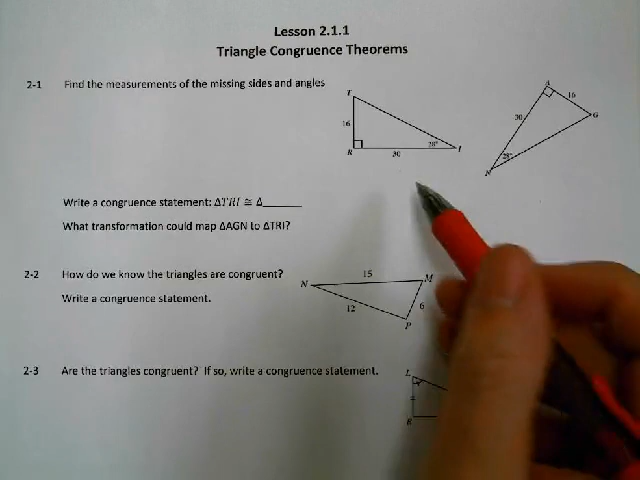 Lesson 2.1.1
Triangle Congruence Theorems
2-1 Find the measurements of the missing sides and angles
T
16
R
30
28°
I
A
16
30
G
28°
N
Write a congruence statement: ΔTRI ≅ Δ______
What transformation could map ΔAGN to ΔTRI?
2-2 How do we know the triangles are congruent?
N
15
M
12
6
P
Write a congruence statement.
2-3 Are the triangles congruent? If so, write a congruence statement.
L